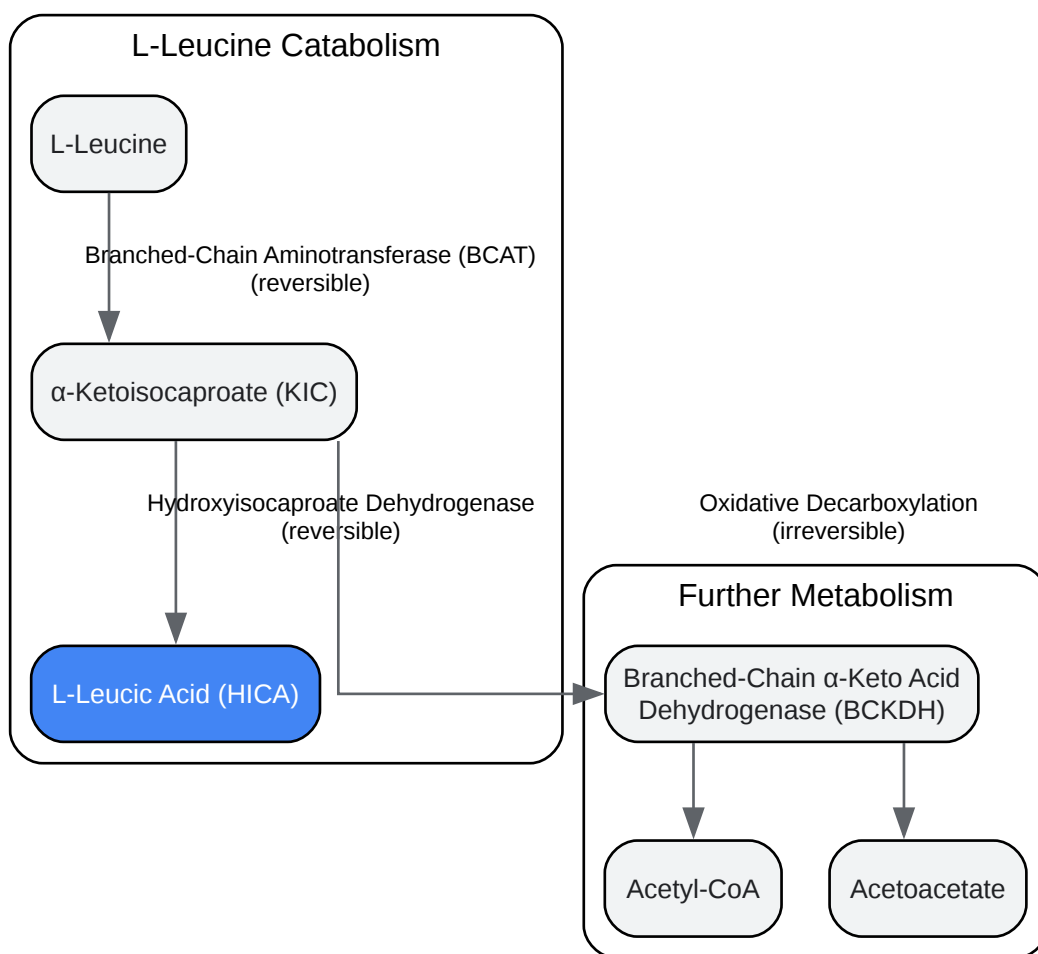 L-Leucine Catabolism
L-Leucine
Branched-Chain Aminotransferase (BCAT)
(reversible)
α-Ketoisocaproate (KIC)
Hydroxyisocaproate Dehydrogenase
(reversible)
L-Leucic Acid (HICA)
Oxidative Decarboxylation
(irreversible)
Further Metabolism
Branched-Chain α-Keto Acid
Dehydrogenase (BCKDH)
Acetyl-CoA
Acetoacetate